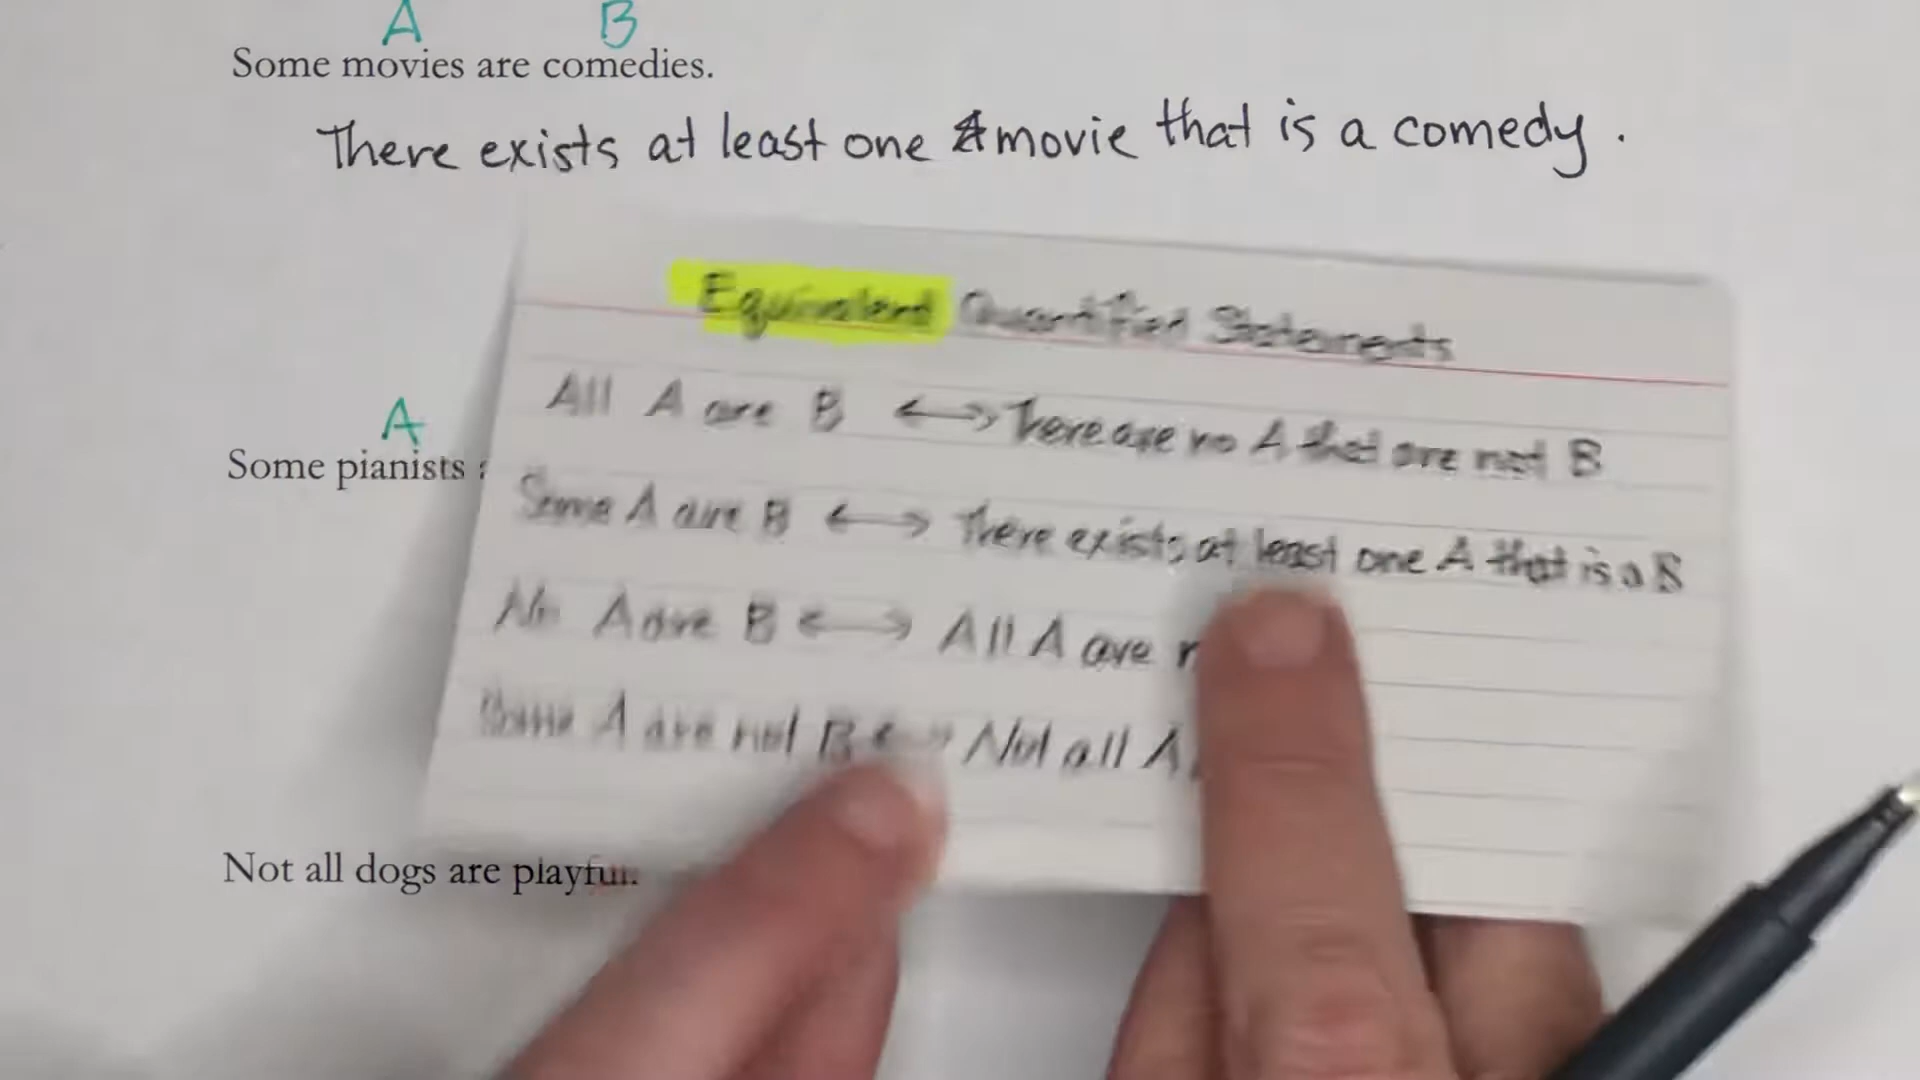 A B
Some movies are comedies.
There exists at least one movie that is a comedy.
Equivalent Quantified Statements
All A are B ⟷ There are no A that are not B
A
Some pianists
Some A are B ⟷ There exists at least one A that is a B
No A are B ⟷ All A are
Some A are not B ⟷ Not all A
Not all dogs are playful.